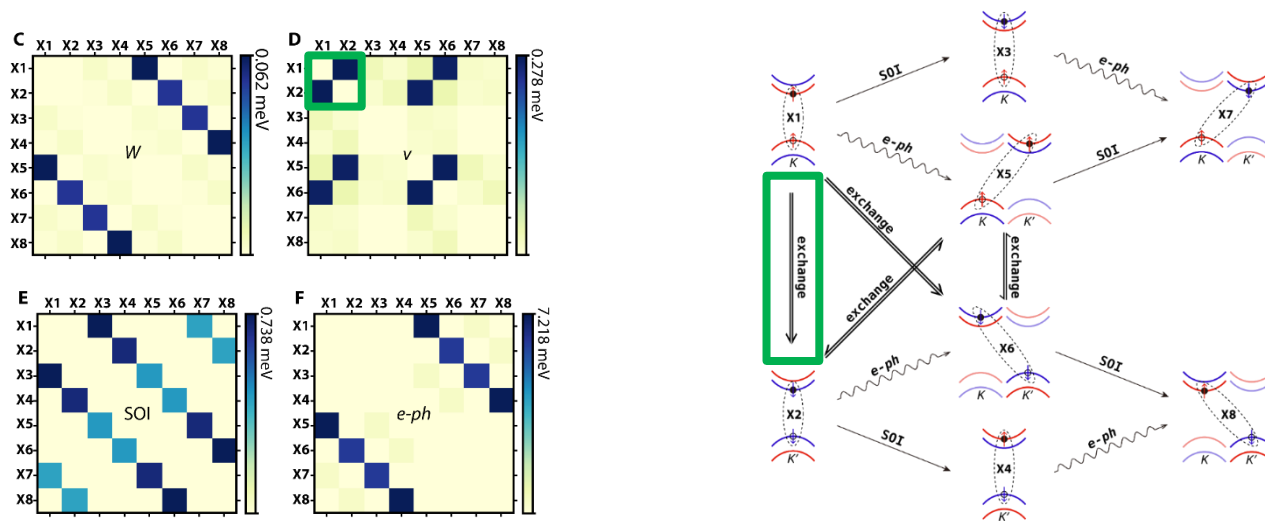 C X1 X2 X3 X4 X5 X6 X7 X8
X1
X2
X3
X4
X5
X6
X7
X8
W
0.062 meV
D X1 X2 X3 X4 X5 X6 X7 X8
X1
X2
X3
X4
X5
X6
X7
X8
v
0.278 meV
E X1 X2 X3 X4 X5 X6 X7 X8
X1
X2
X3
X4
X5
X6
X7
X8
SOI
0.738 meV
F X1 X2 X3 X4 X5 X6 X7 X8
X1
X2
X3
X4
X5
X6
X7
X8
e-ph
7.218 meV
X3
K
SOI
e-ph
X1
K
X7
K K'
e-ph
X5
K K'
SOI
exchange
exchange
exchange
exchange
X6
K K'
e-ph
SOI
X2
K'
X8
K K'
SOI
X4
K'
e-ph